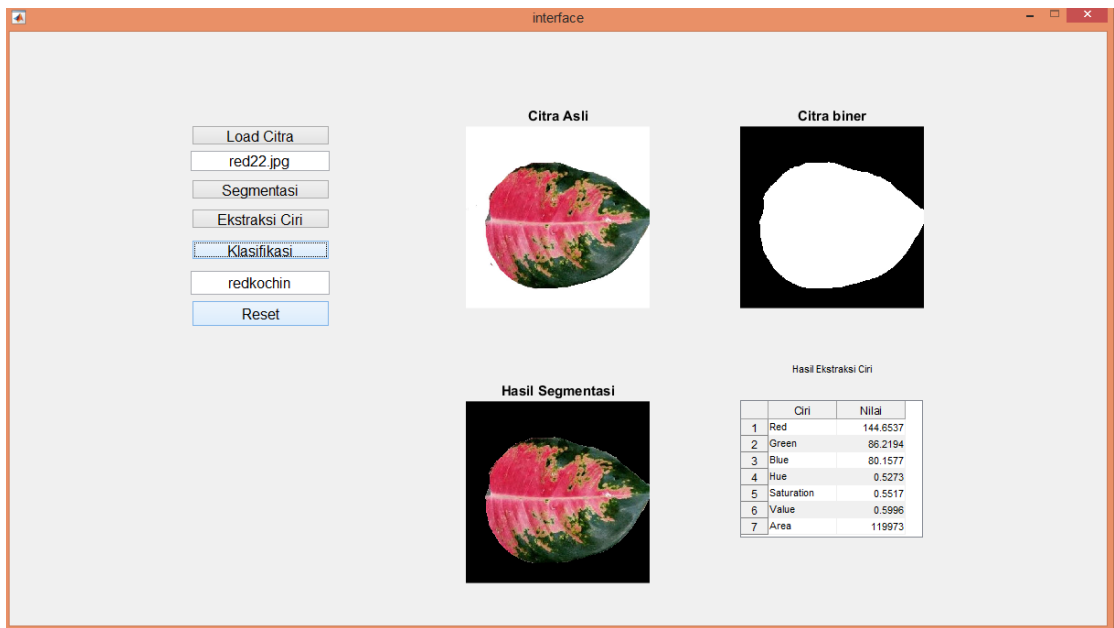 interface
Load Citra
red22.jpg
Segmentasi
Ekstraksi Ciri
Klasifikasi
redkochin
Reset
Citra Asli
Citra biner
Hasil Segmentasi
Hasil Ekstraksi Ciri
Ciri Nilai
1 Red 144.6537
2 Green 86.2194
3 Blue 80.1577
4 Hue 0.5273
5 Saturation 0.5517
6 Value 0.5996
7 Area 119973